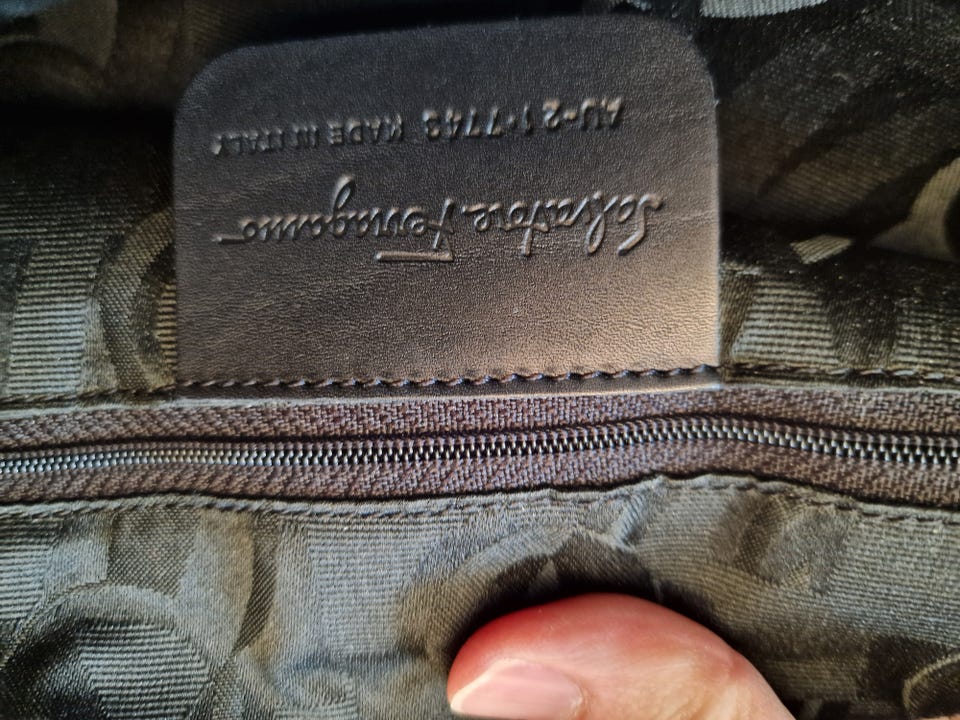 Salvatore Ferragamo
AU-21·7743 MADE IN ITALY